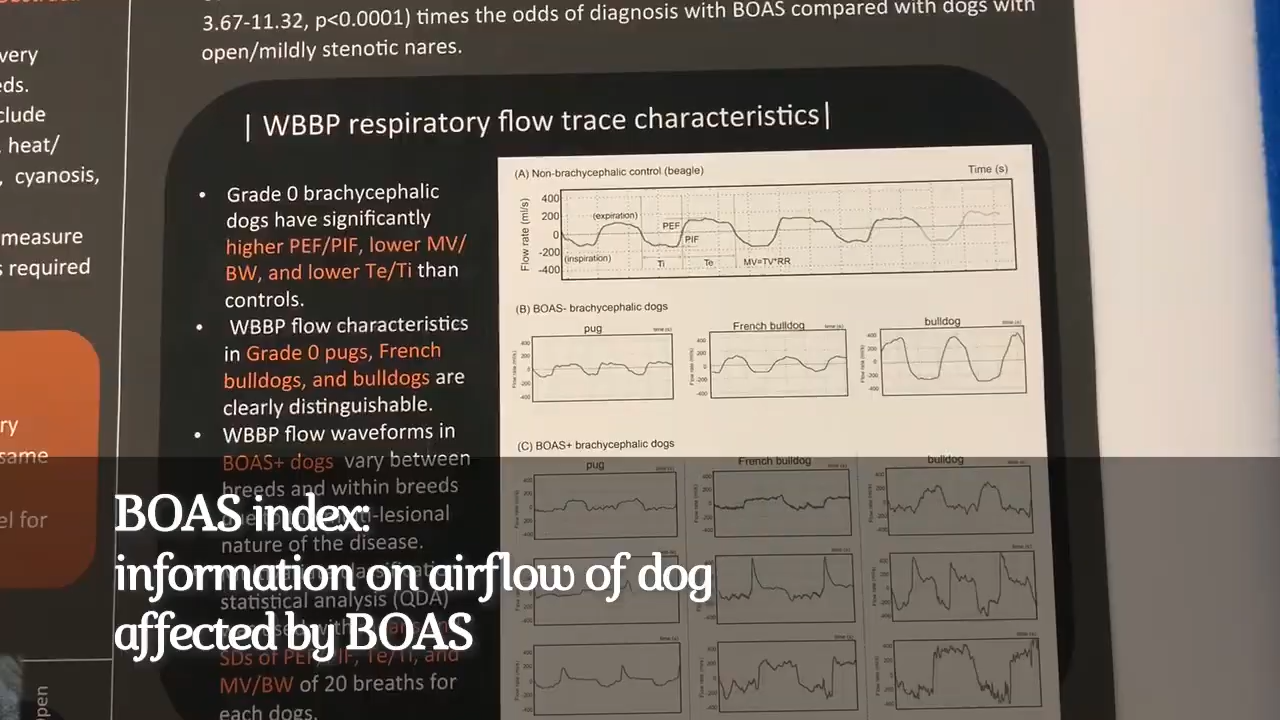 3.67-11.32, p<0.0001) times the odds of diagnosis with BOAS compared with dogs with
open/mildly stenotic nares.
very
eds.
clude
heat/
cyanosis,
measure
required
ry
same
el for
open
| WBBP respiratory flow trace characteristics|
• Grade 0 brachycephalic
dogs have significantly
higher PEF/PIF, lower MV/
BW, and lower Te/Ti than
controls.
• WBBP flow characteristics
in Grade 0 pugs, French
bulldogs, and bulldogs are
clearly distinguishable.
• WBBP flow waveforms in
BOAS+ dogs vary between
breeds and within breeds
-lesional
nature of the disease.
statistical analysis (QDA)
SDs of PEF, PIF, Te/Ti, and
MV/BW of 20 breaths for
each dogs.
(A) Non-brachycephalic control (beagle)
Time (s)
Flow rate (ml/s)
400
200
0
-200
-400
(expiration)
(inspiration)
PEF
PIF
Ti
Te
MV=TV*RR
(B) BOAS- brachycephalic dogs
pug
French bulldog
bulldog
(C) BOAS+ brachycephalic dogs
pug
French bulldog
bulldog
BOAS index:
information on airflow of dog
affected by BOAS